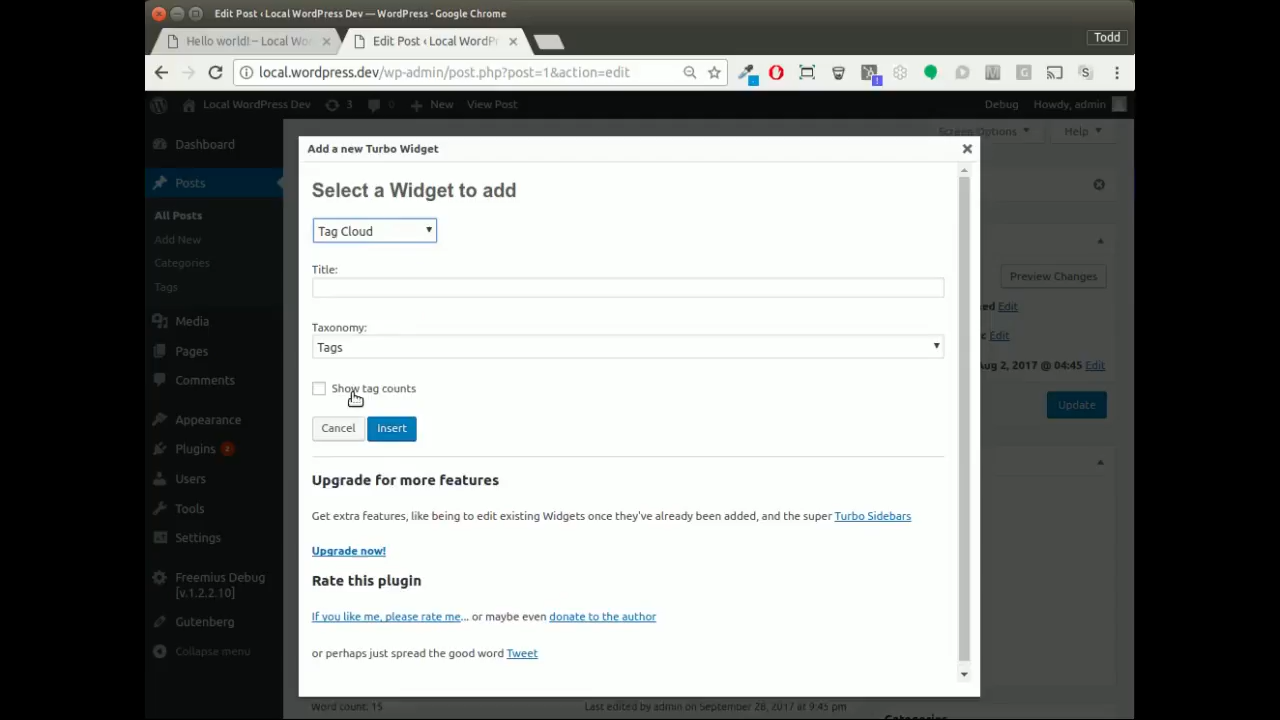 Edit Post ‹ Local WordPress Dev — WordPress - Google Chrome
Hello world! – Local Wo
Edit Post ‹ Local WordPr
Todd
local.wordpress.dev/wp-admin/post.php?post=1&action=edit
Local WordPress Dev 3 0 New View Post Debug Howdy, admin
Screen Options Help
Dashboard
Posts
All Posts
Add New
Categories
Tags
Media
Pages
Comments
Appearance
Plugins 2
Users
Tools
Settings
Freemius Debug
[v.1.2.2.10]
Gutenberg
Collapse menu
Add a new Turbo Widget
Select a Widget to add
Tag Cloud
Title:
Taxonomy:
Tags
Show tag counts
Cancel Insert
Upgrade for more features
Get extra features, like being to edit existing Widgets once they've already been added, and the super Turbo Sidebars
Upgrade now!
Rate this plugin
If you like me, please rate me... or maybe even donate to the author
or perhaps just spread the good word Tweet
Preview Changes
ed Edit
c Edit
Aug 2, 2017 @ 04:45 Edit
Update
Word count: 15
Last edited by admin on September 28, 2017 at 9:45 pm
Categories